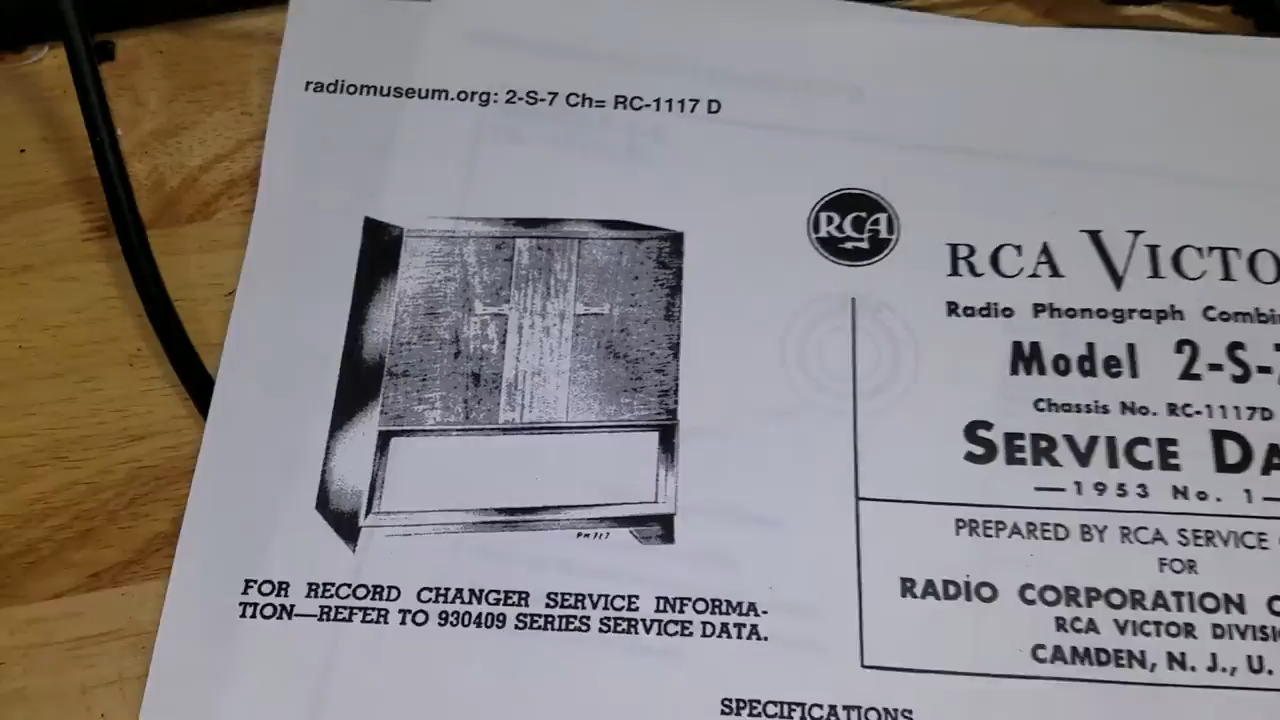 radiomuseum.org: 2-S-7 Ch= RC-1117 D
RCA
RCA VICTO
Radio Phonograph Combi
Model 2-S-7
Chassis No. RC-1117D
SERVICE DA
—1953 No. 1—
PREPARED BY RCA SERVICE
FOR
RADIO CORPORATION
RCA VICTOR DIVISI
CAMDEN, N. J., U.
PM717
FOR RECORD CHANGER SERVICE INFORMA-
TION—REFER TO 930409 SERIES SERVICE DATA.
SPECIFICATIONS